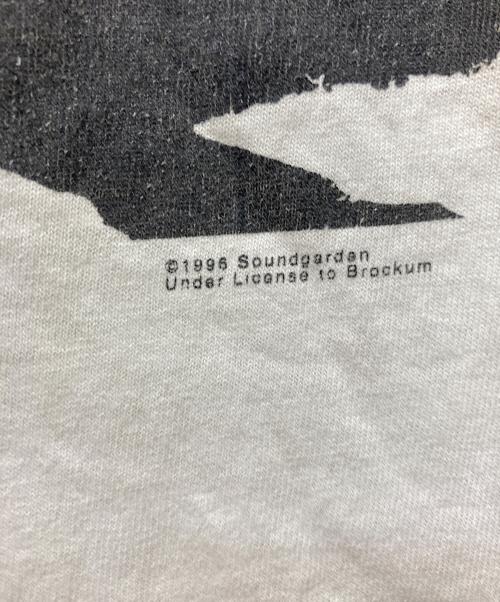 ©1996 Soundgarden
Under License to Brockum